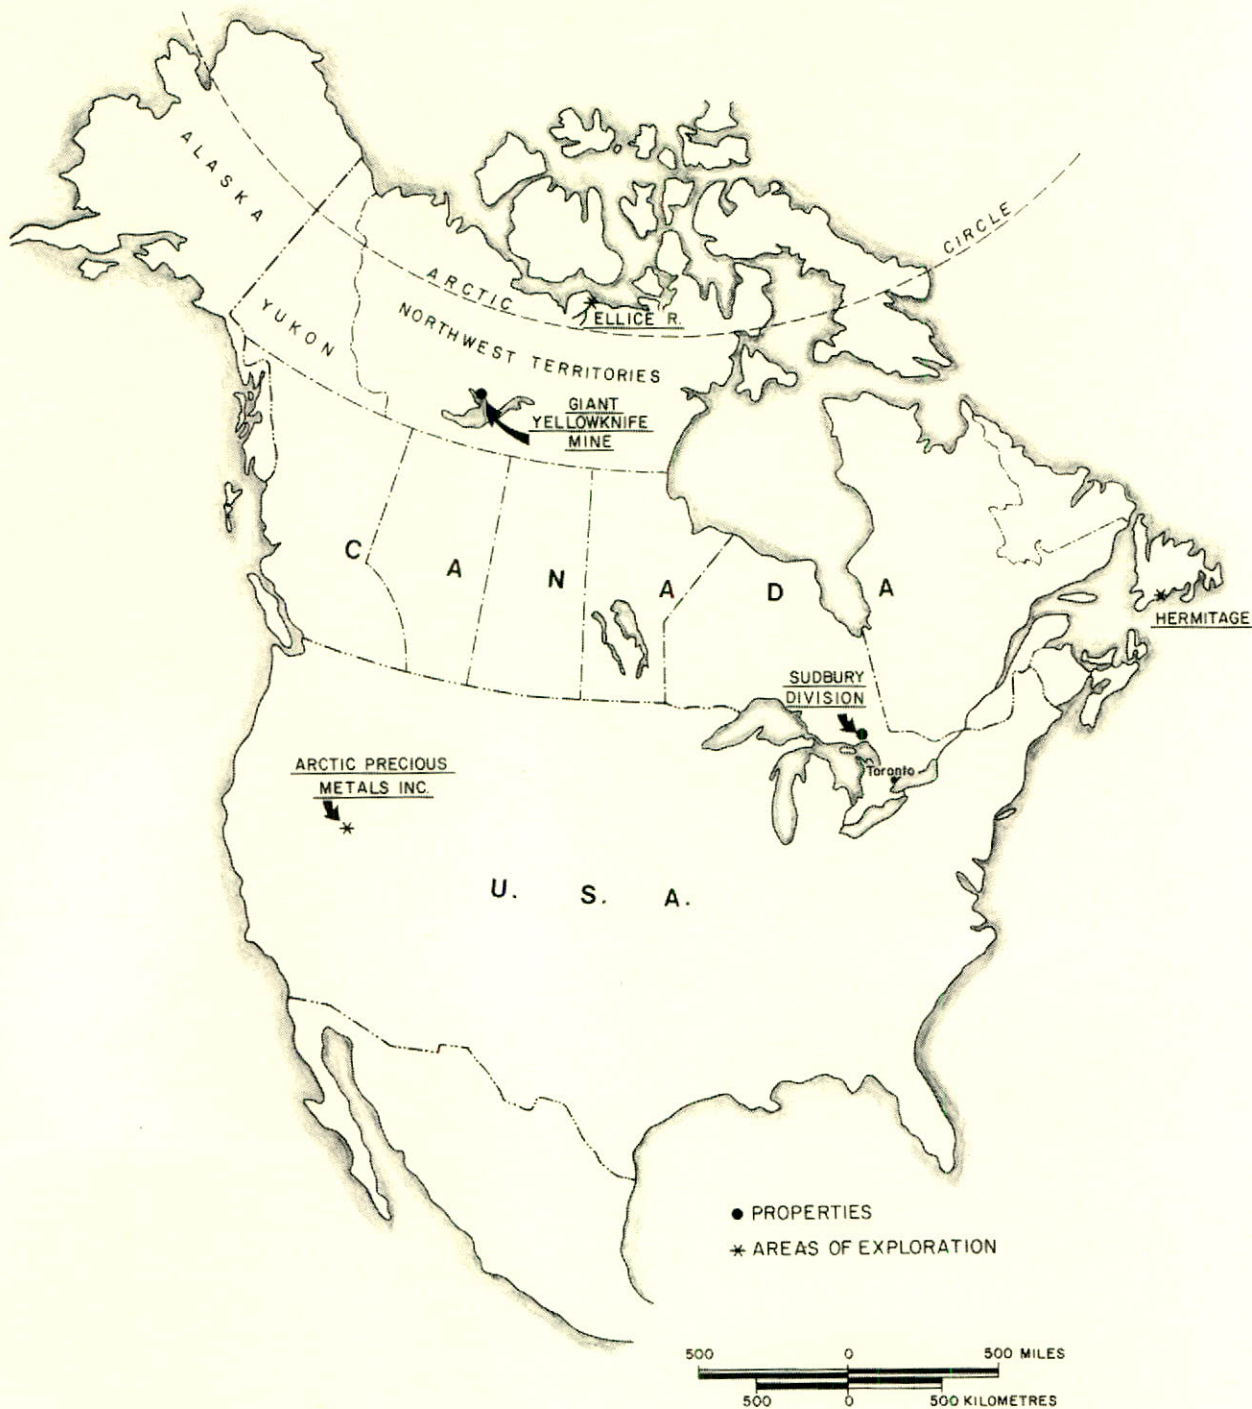 ALASKA
YUKON
ARCTIC CIRCLE
NORTHWEST TERRITORIES
ELLICE R.
GIANT
YELLOWKNIFE
MINE
CANADA
HERMITAGE
SUDBURY
DIVISION
Toronto
ARCTIC PRECIOUS
METALS INC.
U. S. A.
● PROPERTIES
* AREAS OF EXPLORATION
500 0 500 MILES
500 0 500 KILOMETRES